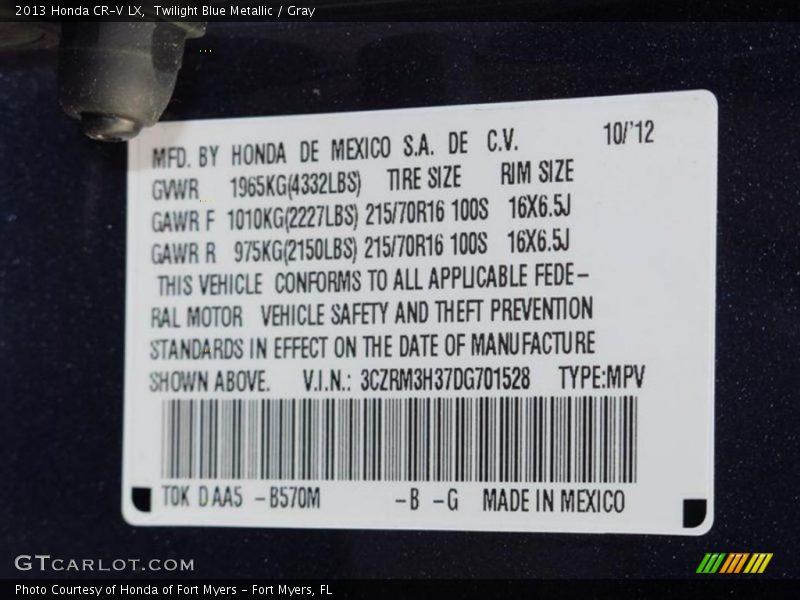 2013 Honda CR-V LX, Twilight Blue Metallic / Gray
MFD. BY HONDA DE MEXICO S.A. DE C.V. 10/'12
GVWR 1965KG(4332LBS) TIRE SIZE RIM SIZE
GAWR F 1010KG(2227LBS) 215/70R16 100S 16X6.5J
GAWR R 975KG(2150LBS) 215/70R16 100S 16X6.5J
THIS VEHICLE CONFORMS TO ALL APPLICABLE FEDE-
RAL MOTOR VEHICLE SAFETY AND THEFT PREVENTION
STANDARDS IN EFFECT ON THE DATE OF MANUFACTURE
SHOWN ABOVE. V.I.N.: 3CZRM3H37DG701528 TYPE:MPV
T0K D AA5 -B570M -B -G MADE IN MEXICO
GTCARLOT.COM
Photo Courtesy of Honda of Fort Myers - Fort Myers, FL